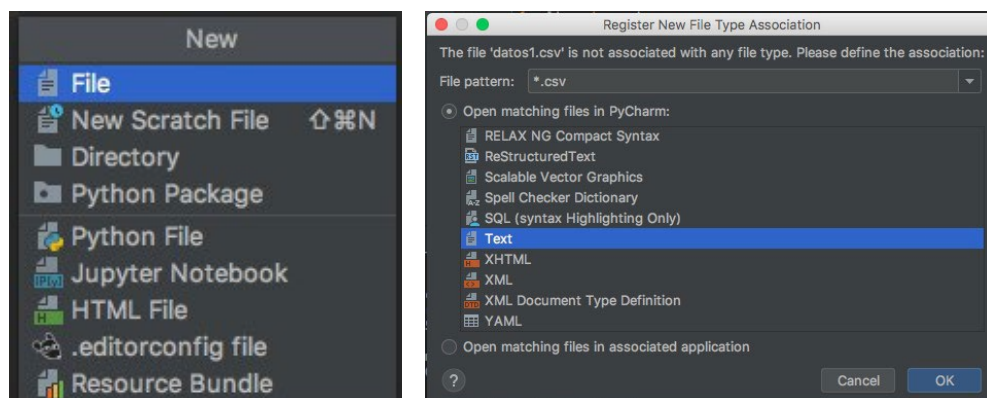 New
File
New Scratch File ⇧⌘N
Directory
Python Package
Python File
Jupyter Notebook
HTML File
.editorconfig file
Resource Bundle
Register New File Type Association
The file 'datos1.csv' is not associated with any file type. Please define the association:
File pattern: *.csv
Open matching files in PyCharm:
RELAX NG Compact Syntax
ReStructuredText
Scalable Vector Graphics
Spell Checker Dictionary
SQL (syntax Highlighting Only)
Text
XHTML
XML
XML Document Type Definition
YAML
Open matching files in associated application
? Cancel OK